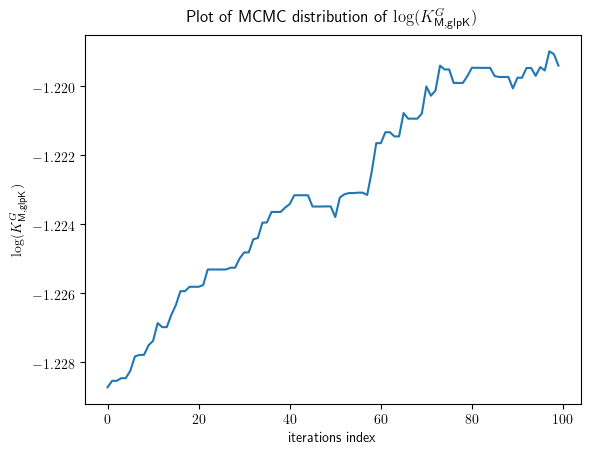 Plot of MCMC distribution of log(K^G_M,glpK)
−1.220
−1.222
−1.224
−1.226
−1.228
log(K^G_M,glpK)
0 20 40 60 80 100
iterations index